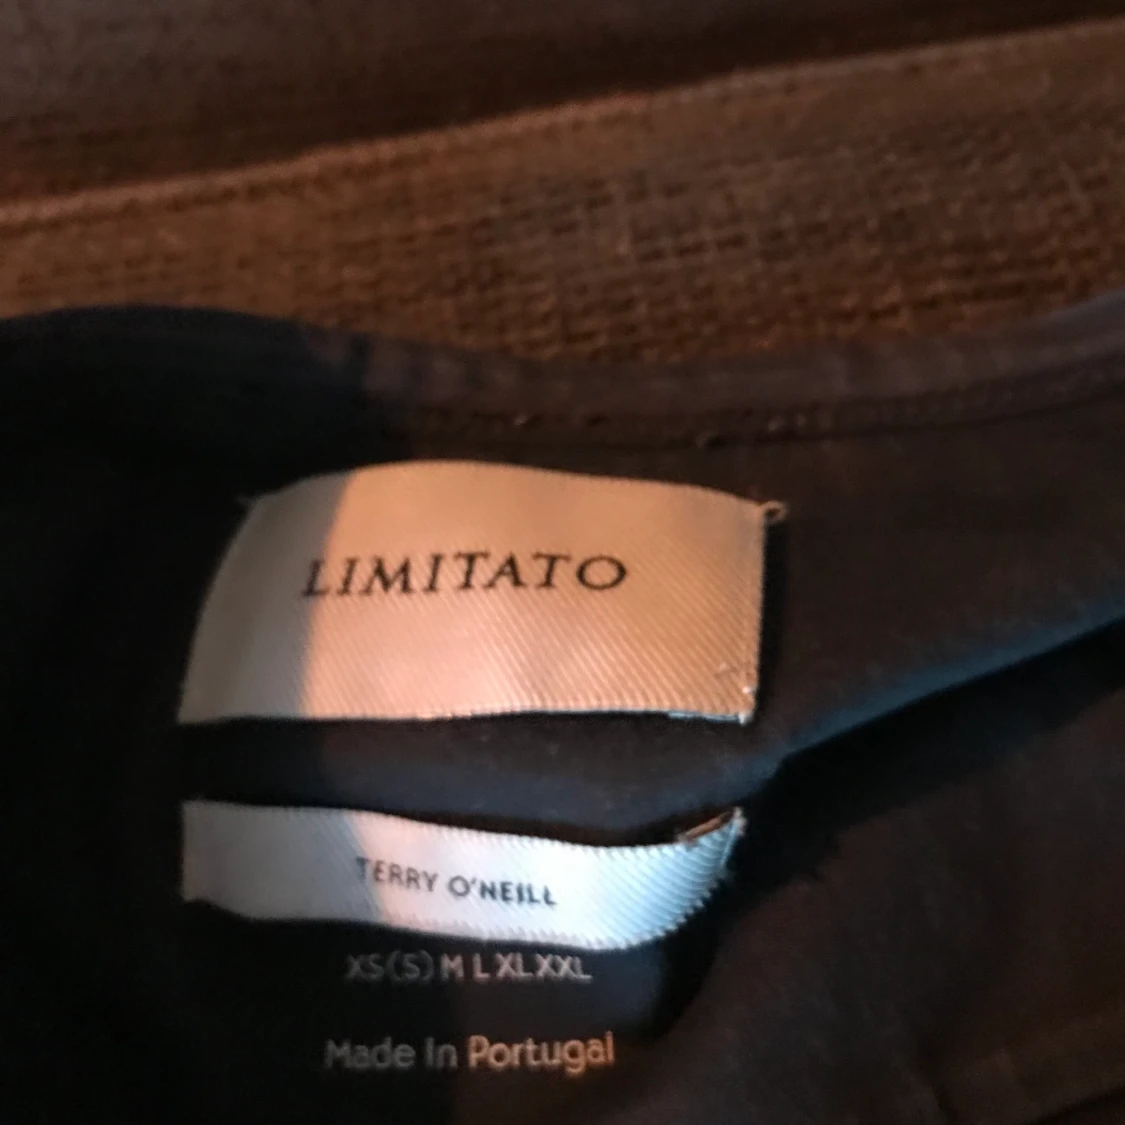 LIMITATO
TERRY O'NEILL
XS(S) M L XL XXL
Made In Portugal